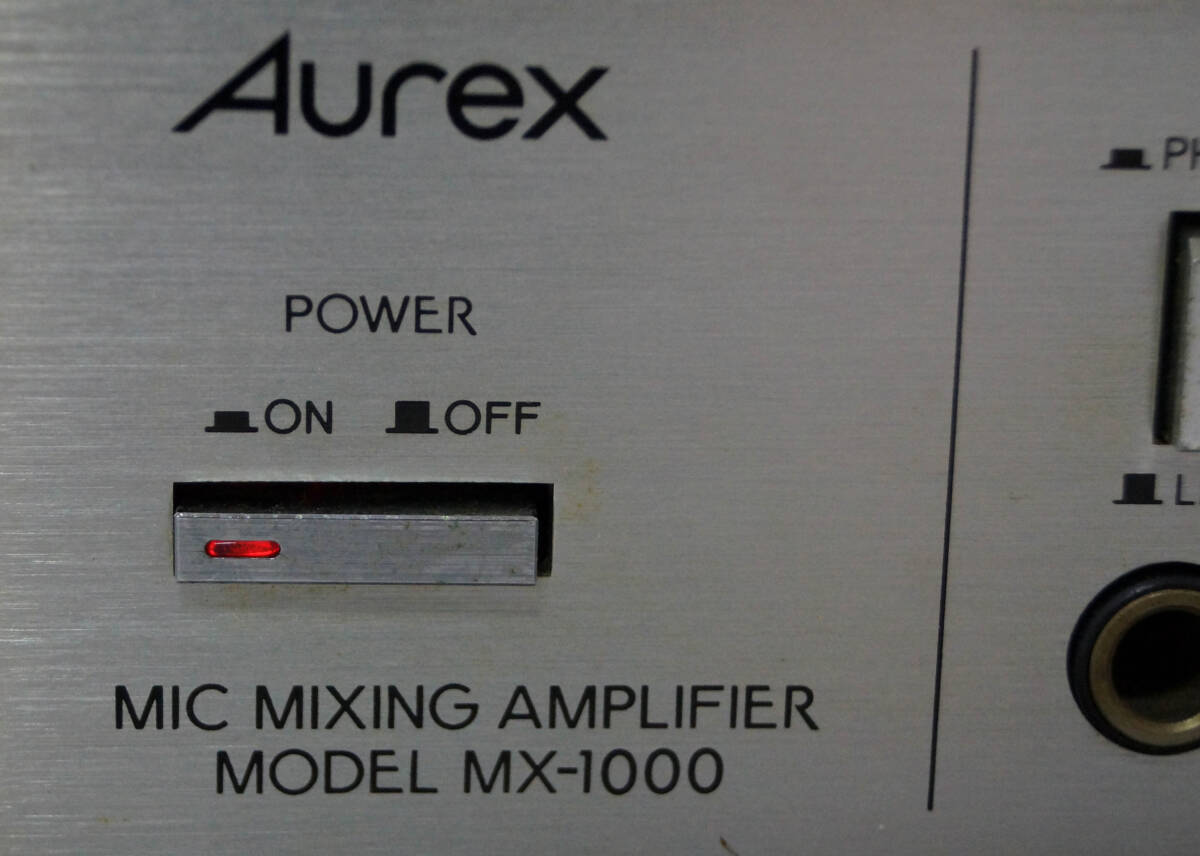 Aurex
POWER
ON OFF
MIC MIXING AMPLIFIER
MODEL MX-1000